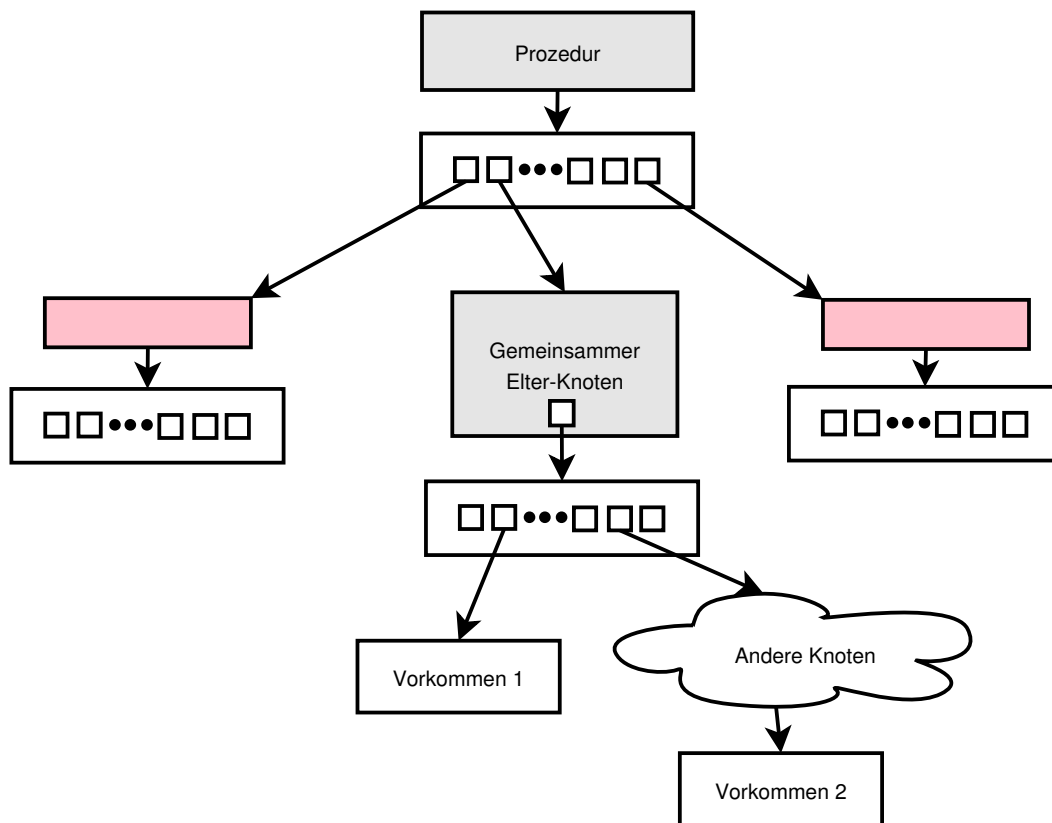 Prozedur
Gemeinsammer
Elter-Knoten
Andere Knoten
Vorkommen 1
Vorkommen 2